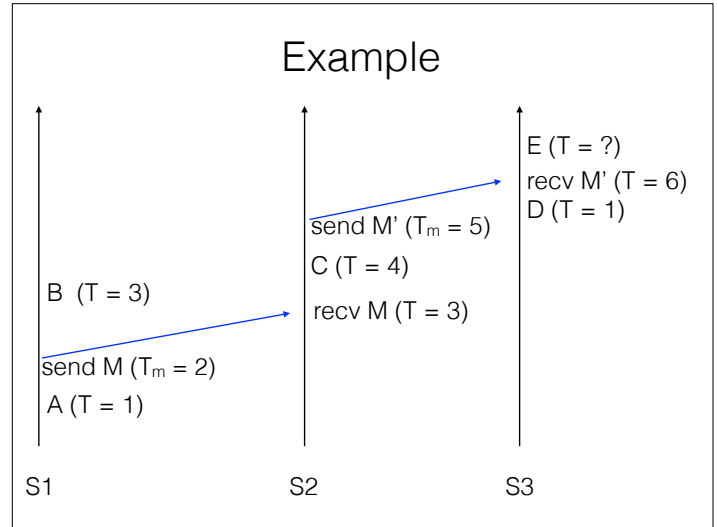 Example
E (T = ?)
recv M’ (T = 6)
D (T = 1)
send M’ (Tₘ = 5)
C (T = 4)
recv M (T = 3)
B (T = 3)
send M (Tₘ = 2)
A (T = 1)
S1
S2
S3